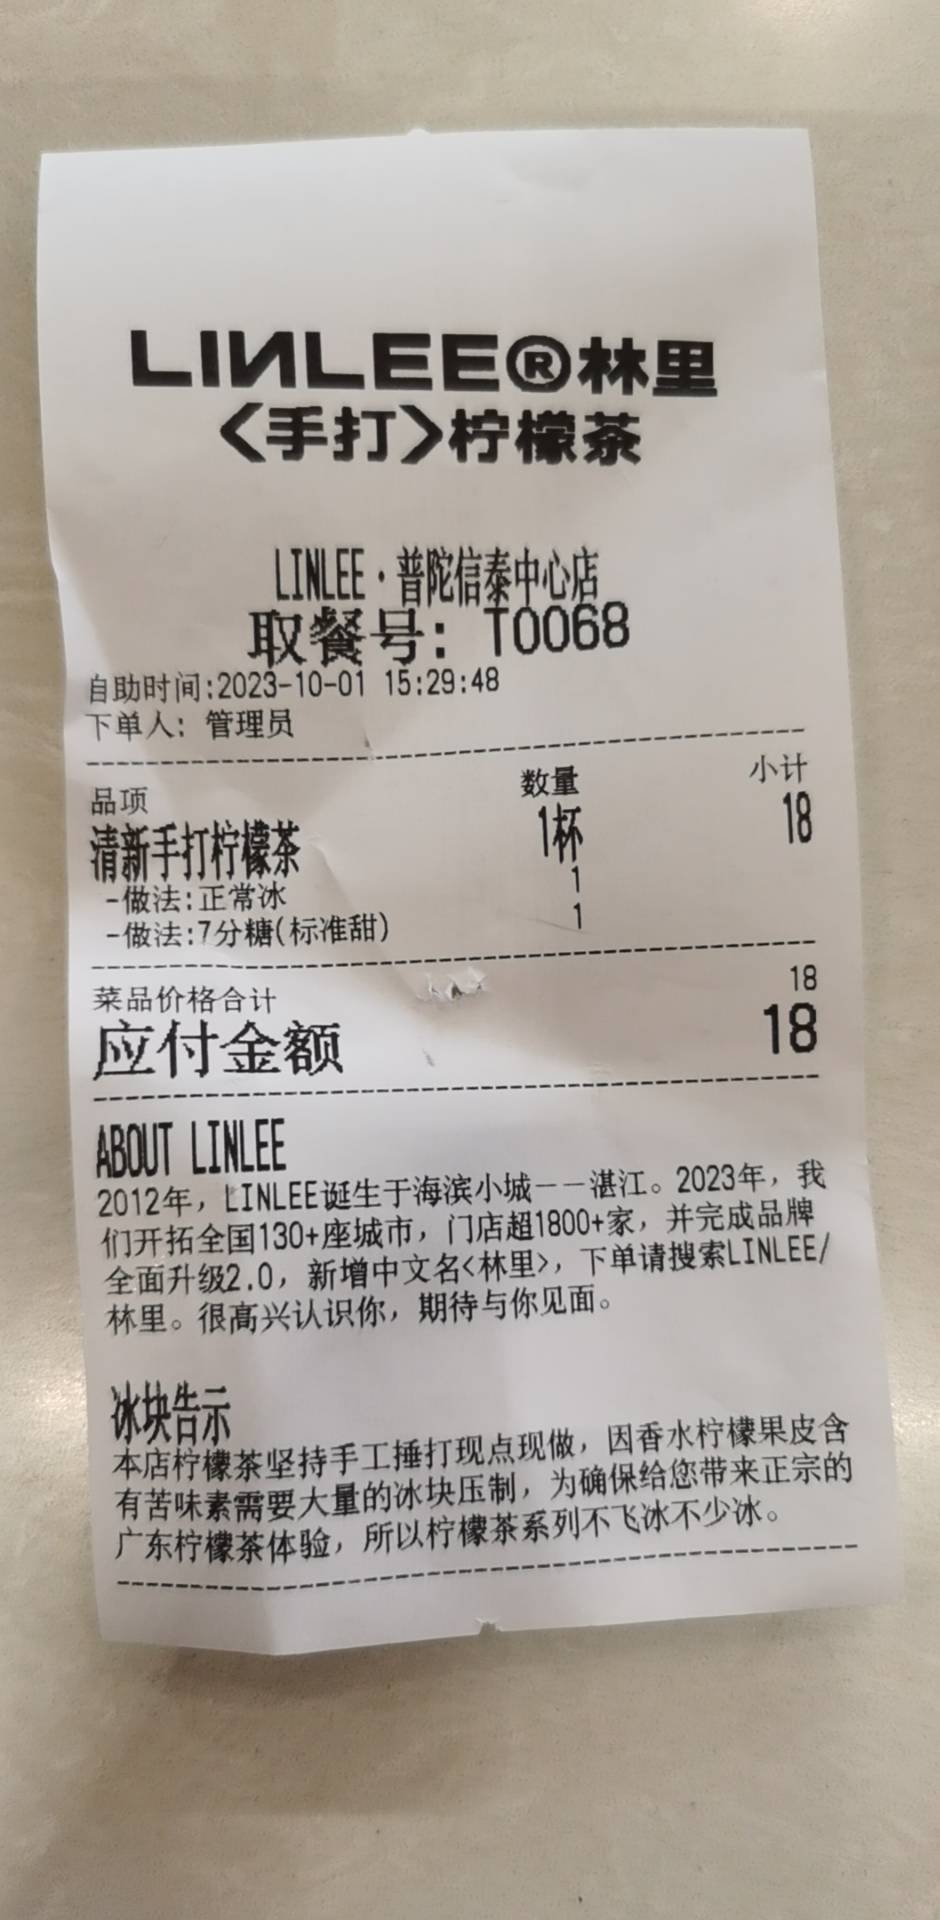 LINLEE®林里
<手打>柠檬茶
LINLEE·普陀信泰中心店
取餐号: T0068
自助时间:2023-10-01 15:29:48
下单人: 管理员
品项 数量 小计
清新手打柠檬茶 1杯 18
-做法:正常冰 1
-做法:7分糖(标准甜) 1
菜品价格合计 18
应付金额 18
ABOUT LINLEE
2012年，LINLEE诞生于海滨小城——湛江。2023年，我
们开拓全国130+座城市，门店超1800+家，并完成品牌
全面升级2.0，新增中文名<林里>，下单请搜索LINLEE/
林里。很高兴认识你，期待与你见面。
冰块告示
本店柠檬茶坚持手工捶打现点现做，因香水柠檬果皮含
有苦味素需要大量的冰块压制，为确保给您带来正宗的
广东柠檬茶体验，所以柠檬茶系列不飞冰不少冰。